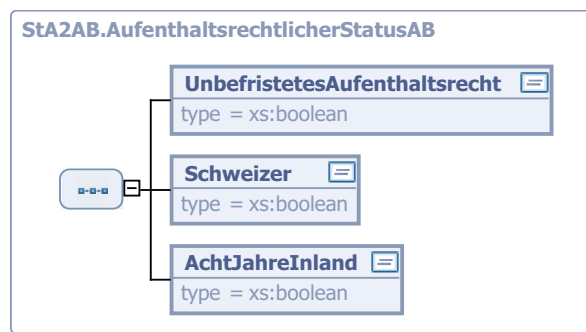 StA2AB.AufenthaltsrechtlicherStatusAB
UnbefristetesAufenthaltsrecht
type = xs:boolean
Schweizer
type = xs:boolean
AchtJahreInland
type = xs:boolean